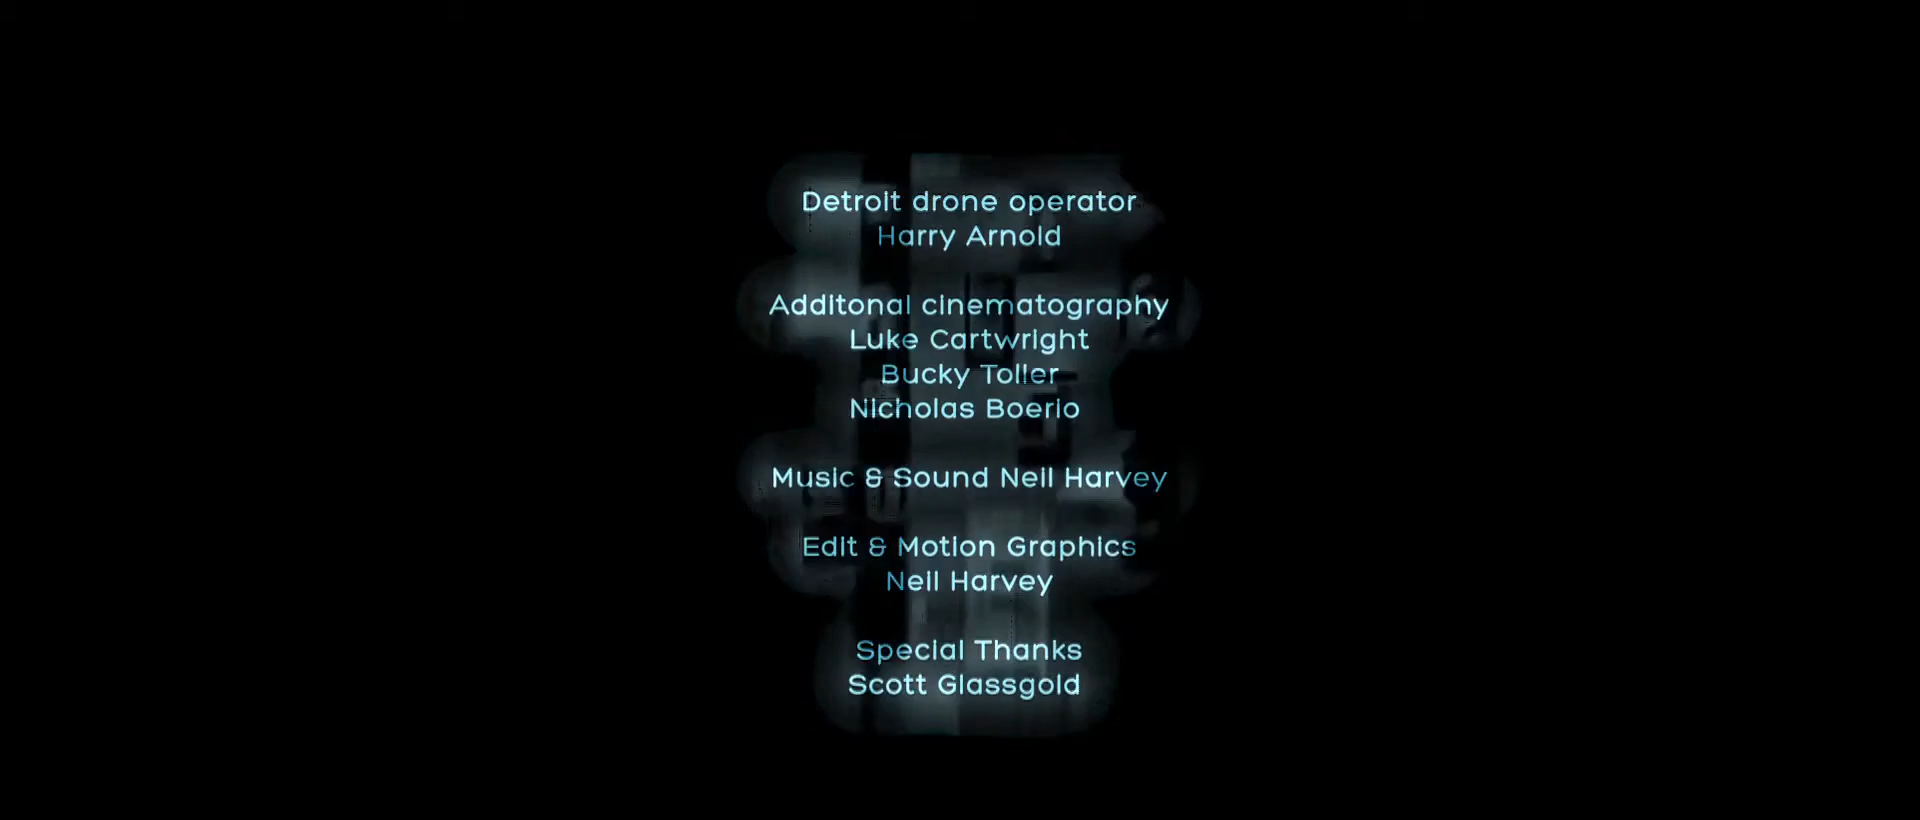 Detroit drone operator
Harry Arnold
Additonal cinematography
Luke Cartwright
Bucky Toller
Nicholas Boerio
Music & Sound Neil Harvey
Edit & Motion Graphics
Neil Harvey
Special Thanks
Scott Glassgold